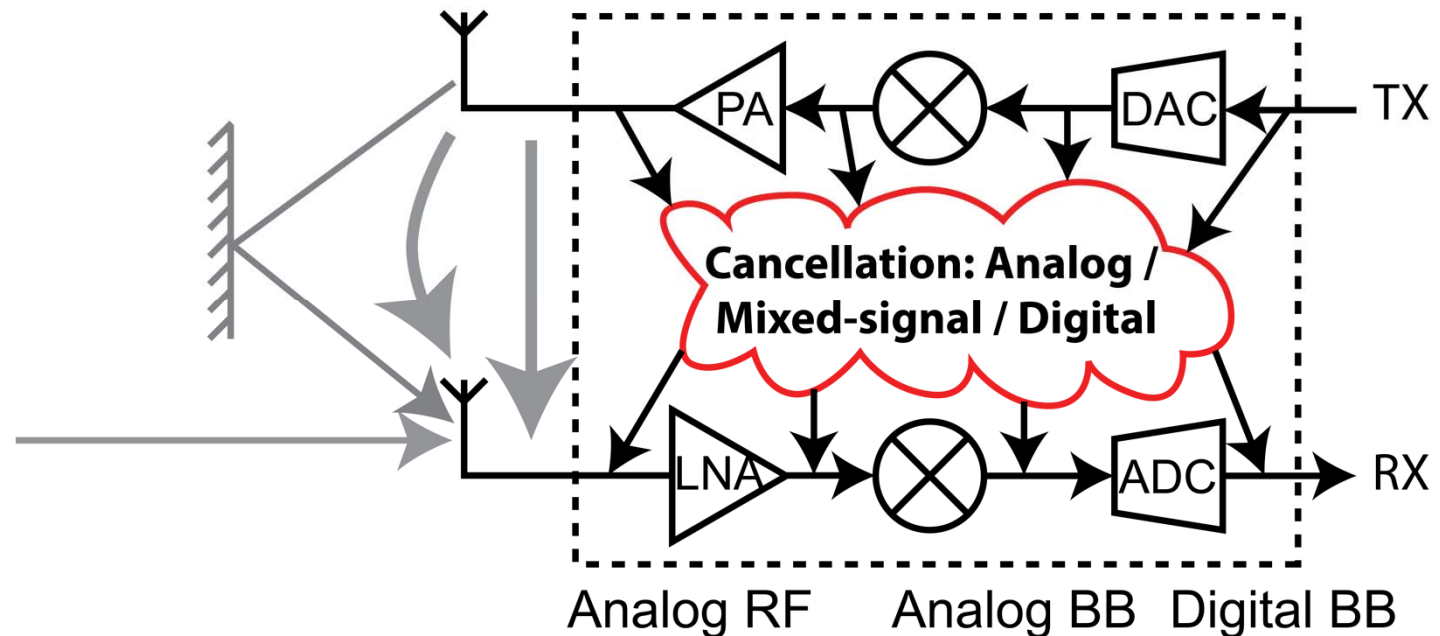 PA
DAC
TX
Cancellation: Analog /
Mixed-signal / Digital
LNA
ADC
RX
Analog RF
Analog BB
Digital BB